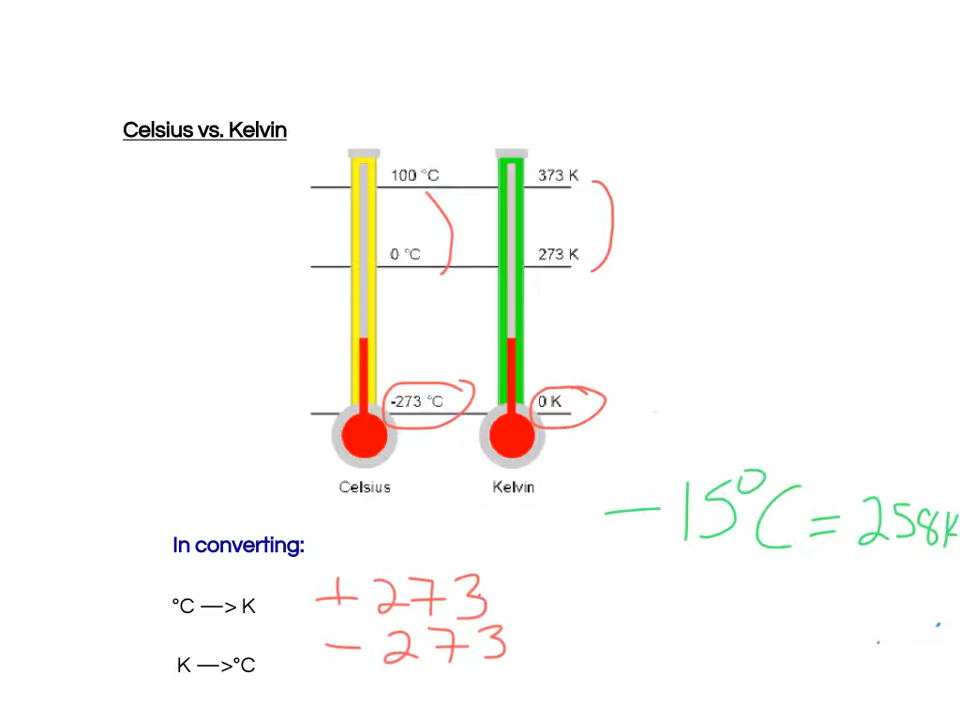 Celsius vs. Kelvin
100 °C
373 K
0 °C
273 K
-273 °C
0 K
Celsius
Kelvin
-15°C = 258K
In converting:
°C —> K
+273
-273
K —>°C